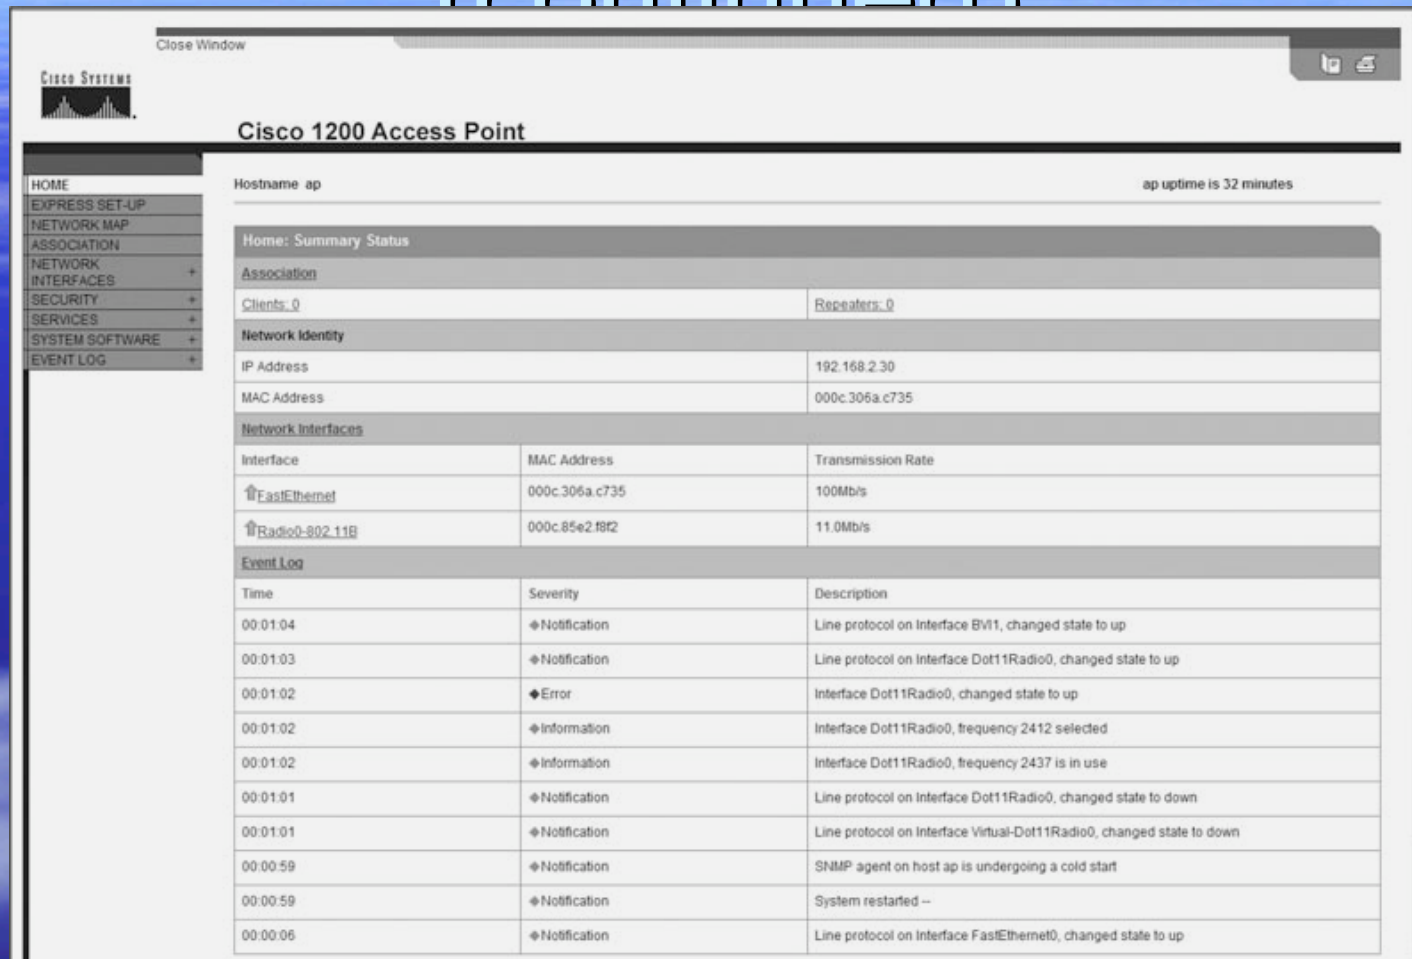 Close Window
CISCO SYSTEMS
Cisco 1200 Access Point
HOME
EXPRESS SET-UP
NETWORK MAP
ASSOCIATION
NETWORK
INTERFACES +
SECURITY +
SERVICES +
SYSTEM SOFTWARE +
EVENT LOG +
Hostname ap ap uptime is 32 minutes
Home: Summary Status
Association
Clients: 0 Repeaters: 0
Network Identity
IP Address 192.168.2.30
MAC Address 000c.306a.c735
Network Interfaces
Interface MAC Address Transmission Rate
FastEthernet 000c.306a.c735 100Mb/s
Radio0-802.11B 000c.85e2.f8f2 11.0Mb/s
Event Log
Time Severity Description
00:01:04 Notification Line protocol on Interface BVI1, changed state to up
00:01:03 Notification Line protocol on Interface Dot11Radio0, changed state to up
00:01:02 Error Interface Dot11Radio0, changed state to up
00:01:02 Information Interface Dot11Radio0, frequency 2412 selected
00:01:02 Information Interface Dot11Radio0, frequency 2437 is in use
00:01:01 Notification Line protocol on Interface Dot11Radio0, changed state to down
00:01:01 Notification Line protocol on Interface Virtual-Dot11Radio0, changed state to down
00:00:59 Notification SNMP agent on host ap is undergoing a cold start
00:00:59 Notification System restarted --
00:00:06 Notification Line protocol on Interface FastEthernet0, changed state to up